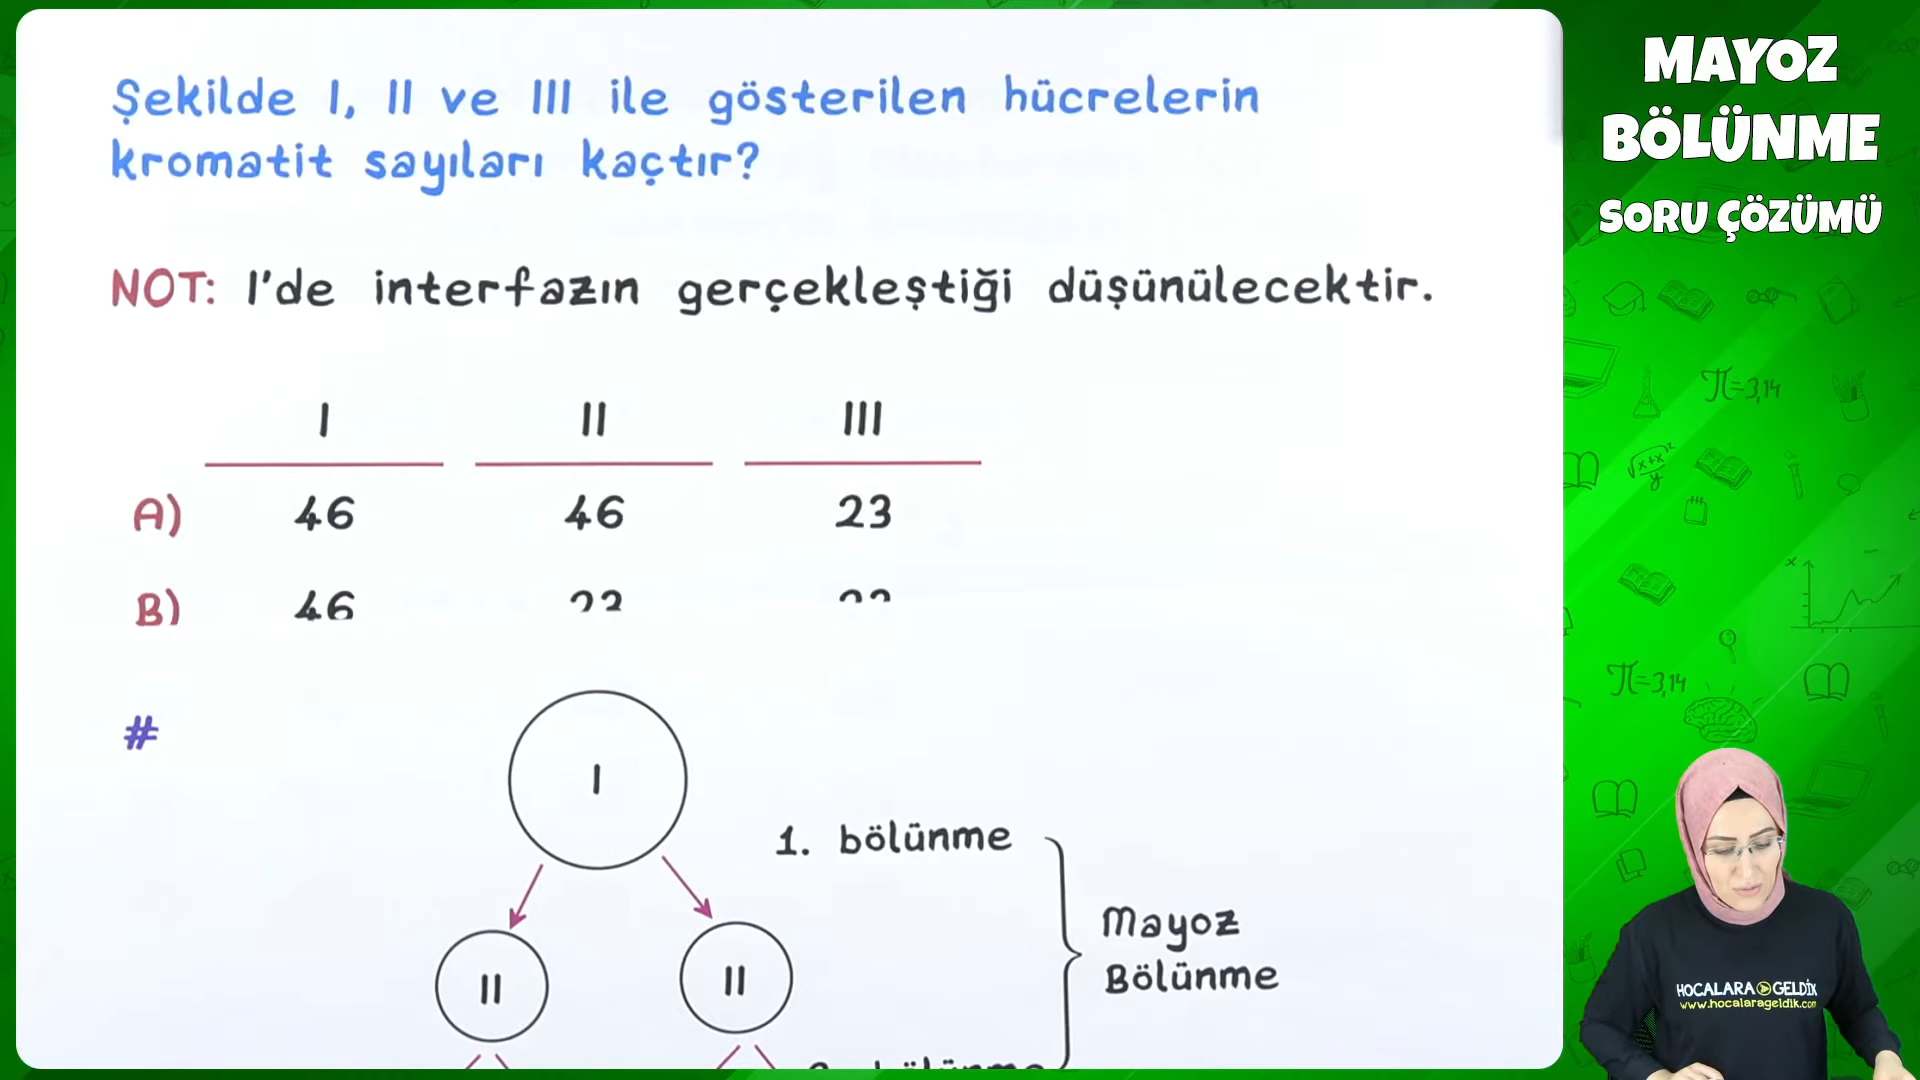 Şekilde I, II ve III ile gösterilen hücrelerin
kromatit sayıları kaçtır?
NOT: I'de interfazın gerçekleştiği düşünülecektir.
I II III
A) 46 46 23
B) 46
#
I
1. bölünme
II II
Mayoz
Bölünme
MAYOZ
BÖLÜNME
SORU ÇÖZÜMÜ
π=3,14
√x+x²
y
x
π=3,14
HOCALARA GELDİK
www.hocalarageldik.com